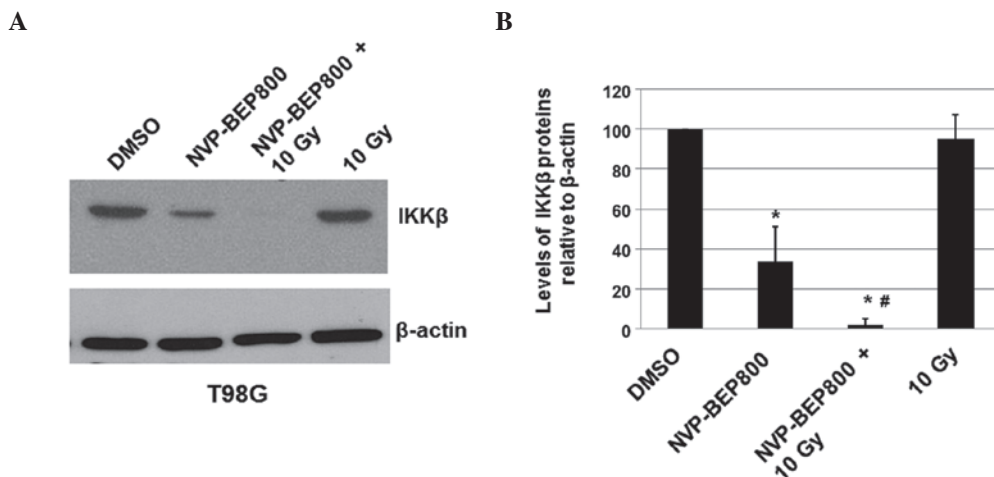 A
DMSO
NVP-BEP800
NVP-BEP800 +
10 Gy
10 Gy
IKKβ
β-actin
T98G
B
Levels of IKKβ proteins
relative to β-actin
120
100
80
60
40
20
0
*
* #
DMSO
NVP-BEP800
NVP-BEP800 +
10 Gy
10 Gy